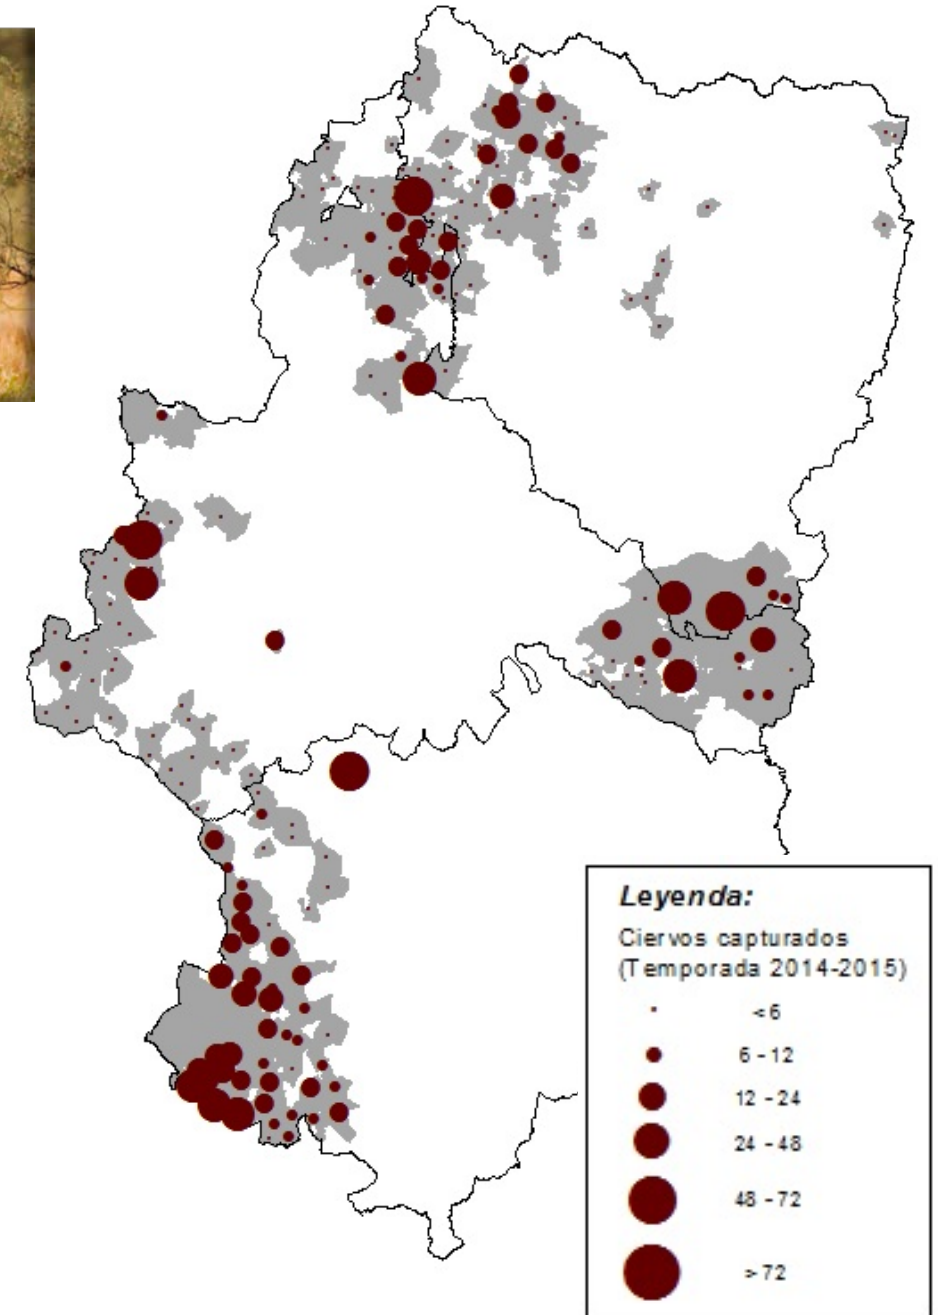 Leyenda:
Ciervos capturados
(Temporada 2014-2015)
<6
6 - 12
12 - 24
24 - 48
48 - 72
> 72